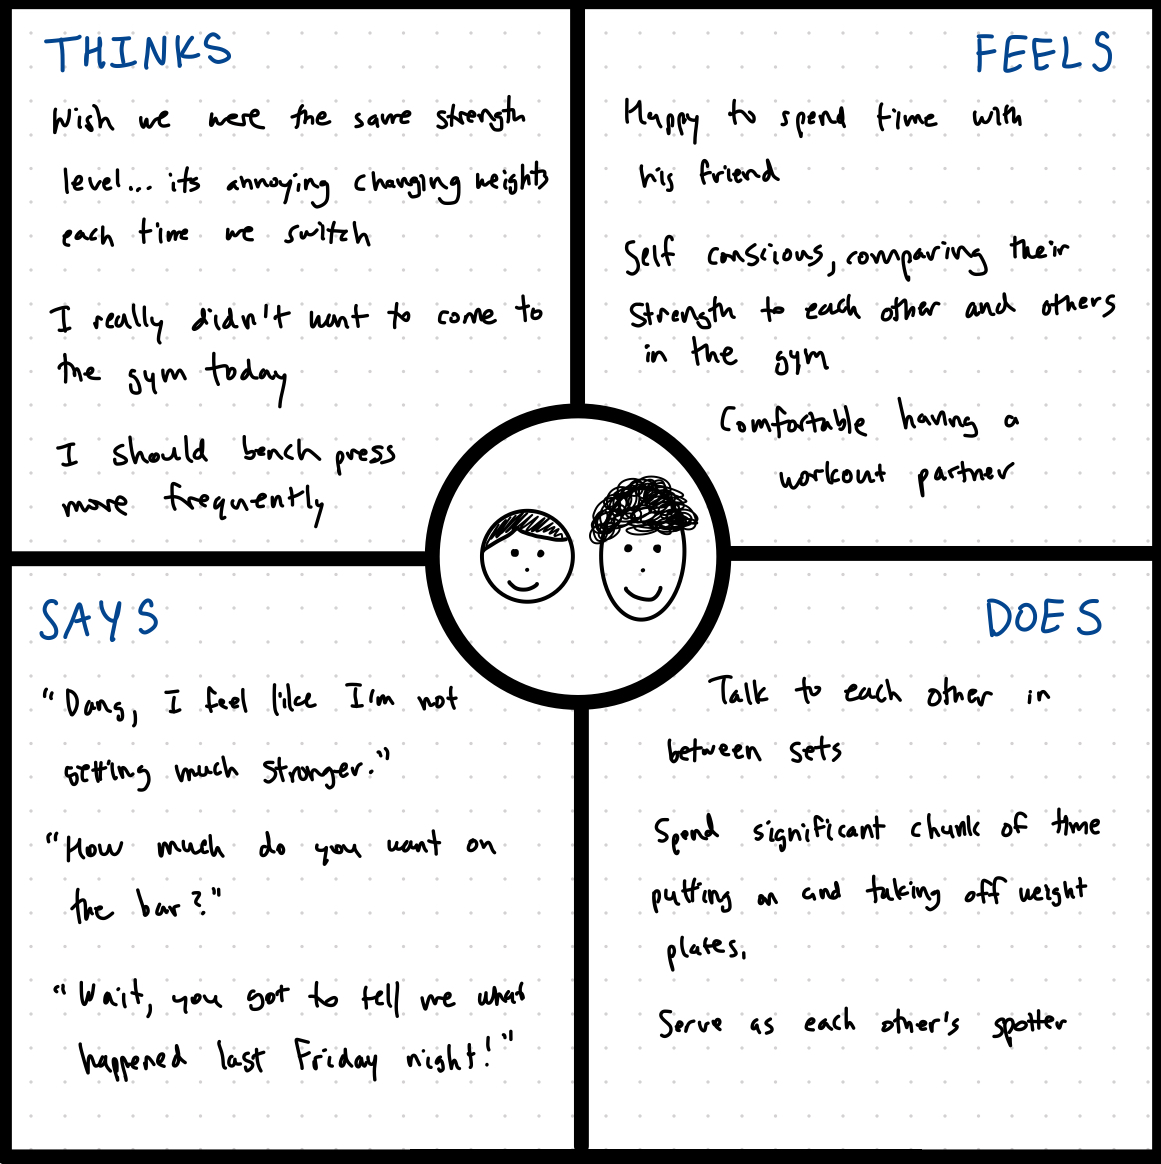 THINKS
Wish we were the same strength
level... its annoying changing weights
each time we switch
I really didn't want to come to
the gym today
I should bench press
more frequently
FEELS
Happy to spend time with
his friend
Self conscious, comparing their
strength to each other and others
in the gym
Comfortable having a
workout partner
SAYS
"Dang, I feel like I'm not
getting much stronger."
"How much do you want on
the bar?"
"Wait, you got to tell me what
happened last Friday night!"
DOES
Talk to each other in
between sets
Spend significant chunk of time
putting on and taking off weight
plates.
Serve as each other's spotter